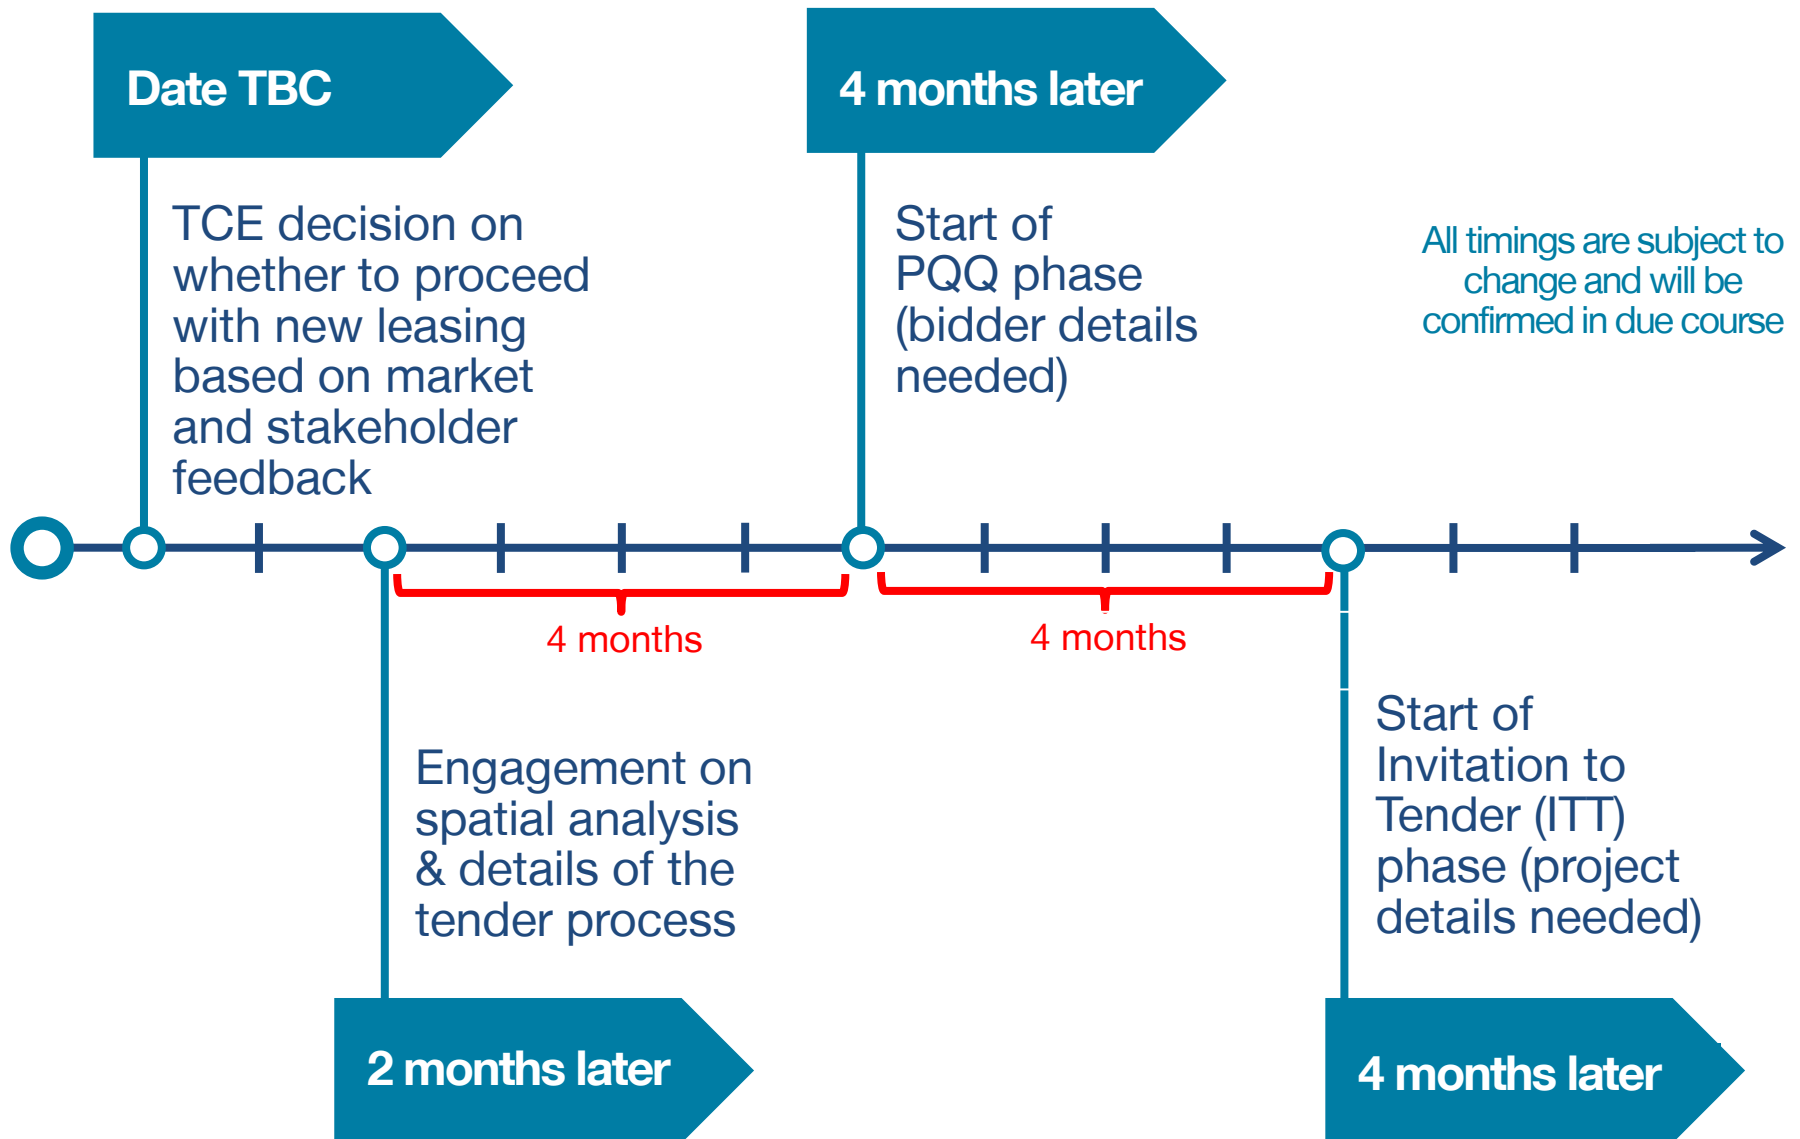 Date TBC
4 months later
TCE decision on
whether to proceed
with new leasing
based on market
and stakeholder
feedback
Start of
PQQ phase
(bidder details
needed)
All timings are subject to
change and will be
confirmed in due course
4 months
4 months
Engagement on
spatial analysis
& details of the
tender process
Start of
Invitation to
Tender (ITT)
phase (project
details needed)
2 months later
4 months later